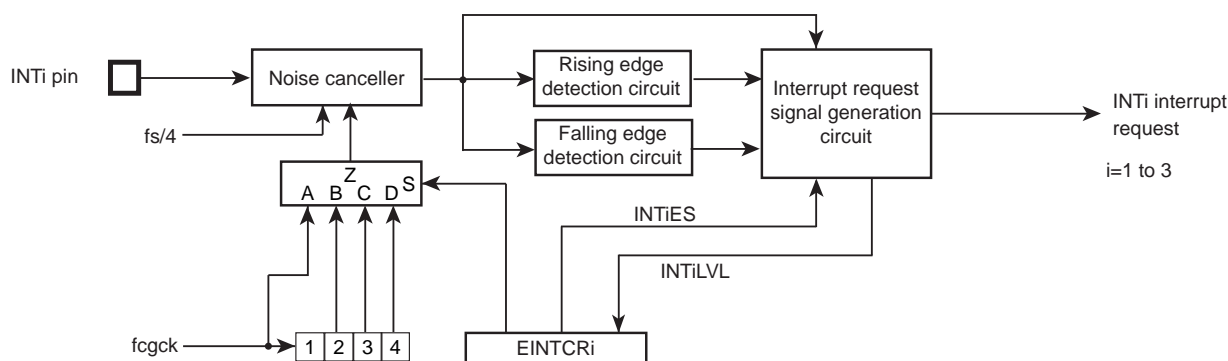 INTi pin
Noise canceller
Rising edge
detection circuit
Interrupt request
signal generation
circuit
INTi interrupt
request
i=1 to 3
fs/4
Falling edge
detection circuit
Z
S
A B C D
INTiES
INTiLVL
fcgck
1 2 3 4
EINTCRi